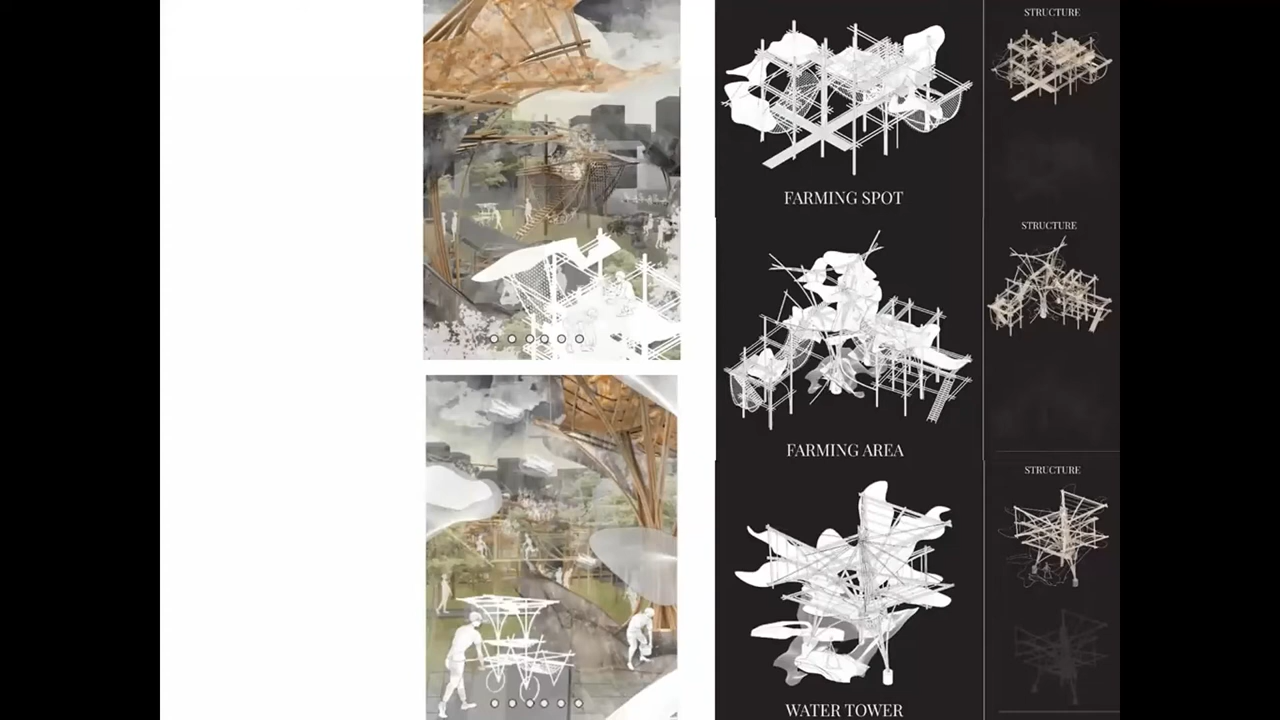 STRUCTURE
FARMING SPOT
STRUCTURE
FARMING AREA
STRUCTURE
WATER TOWER